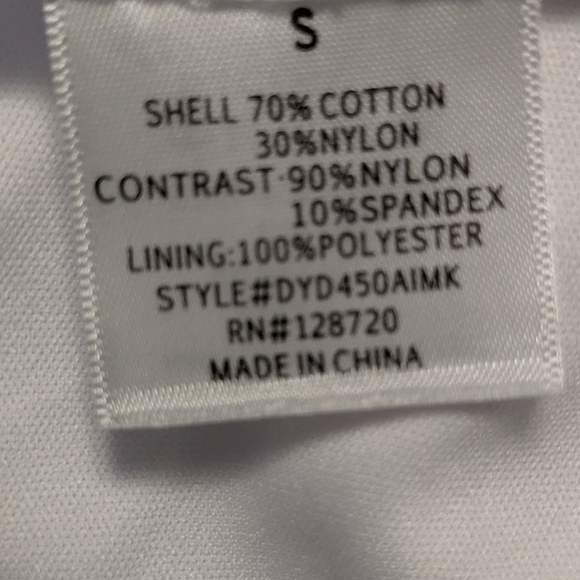 S
SHELL 70% COTTON
30%NYLON
CONTRAST·90%NYLON
10%SPANDEX
LINING:100%POLYESTER
STYLE#DYD450AIMK
RN#128720
MADE IN CHINA